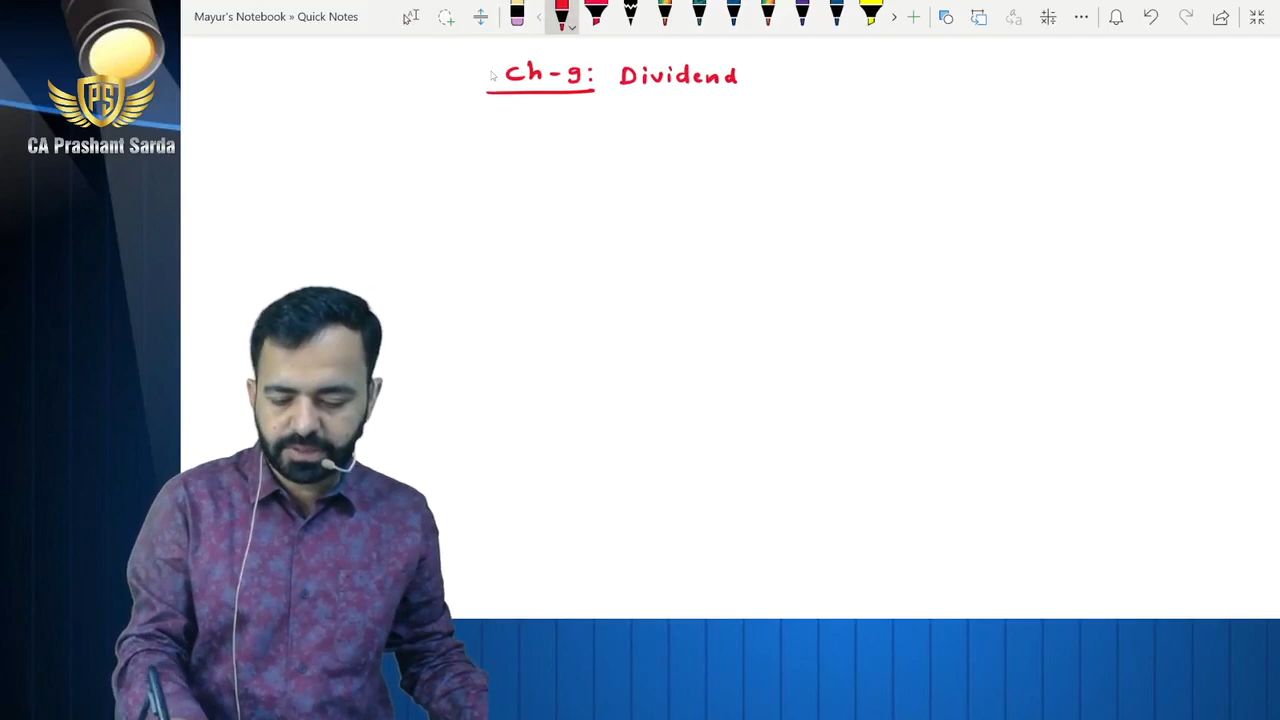 Mayur's Notebook » Quick Notes
PS
CA Prashant Sarda
Ch-9: Dividend